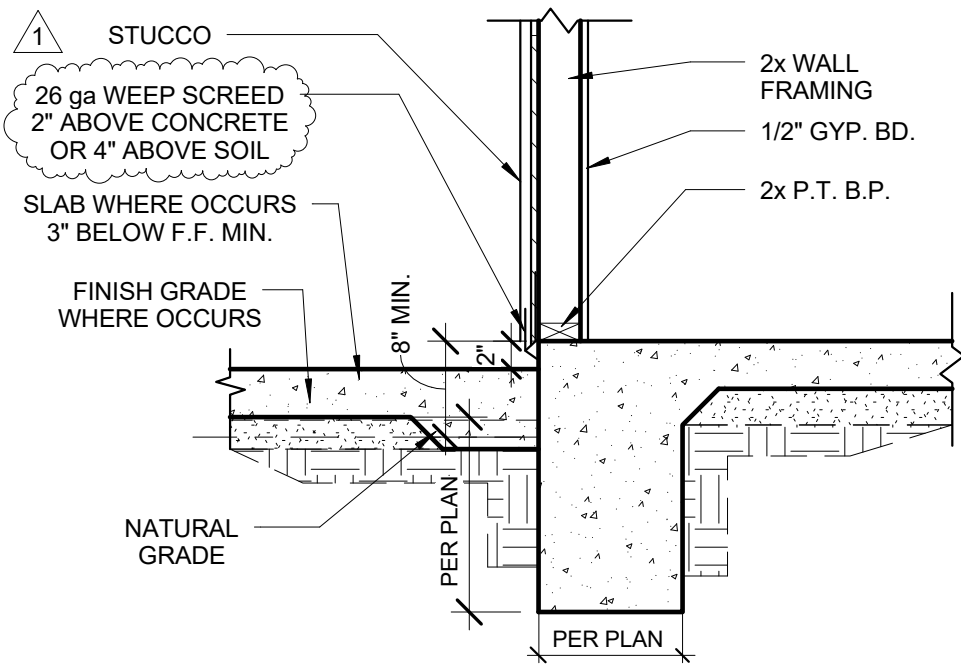 1
STUCCO
26 ga WEEP SCREED
2" ABOVE CONCRETE
OR 4" ABOVE SOIL
SLAB WHERE OCCURS
3" BELOW F.F. MIN.
FINISH GRADE
WHERE OCCURS
NATURAL
GRADE
8" MIN.
2"
PER PLAN
PER PLAN
2x WALL
FRAMING
1/2" GYP. BD.
2x P.T. B.P.